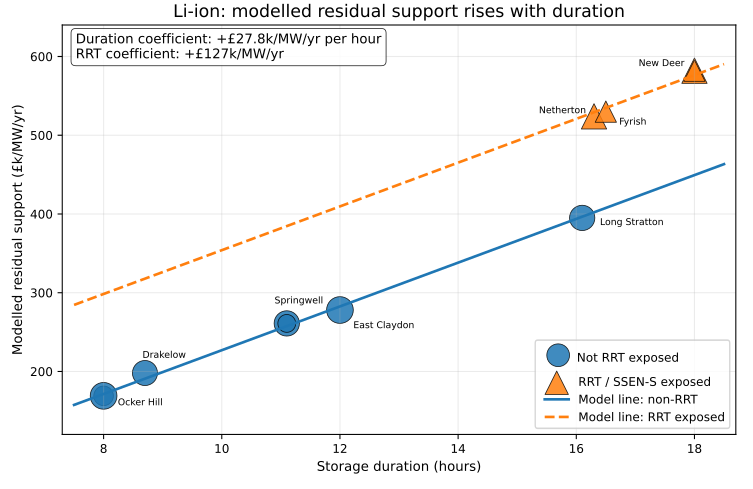 Li-ion: modelled residual support rises with duration
Duration coefficient: +£27.8k/MW/yr per hour
RRT coefficient: +£127k/MW/yr
Modelled residual support (£k/MW/yr)
600
500
400
300
200
New Deer
Netherton
Fyrish
Long Stratton
Springwell
East Claydon
Drakelow
Ocker Hill
Not RRT exposed
RRT / SSEN-S exposed
Model line: non-RRT
Model line: RRT exposed
8
10
12
14
16
18
Storage duration (hours)